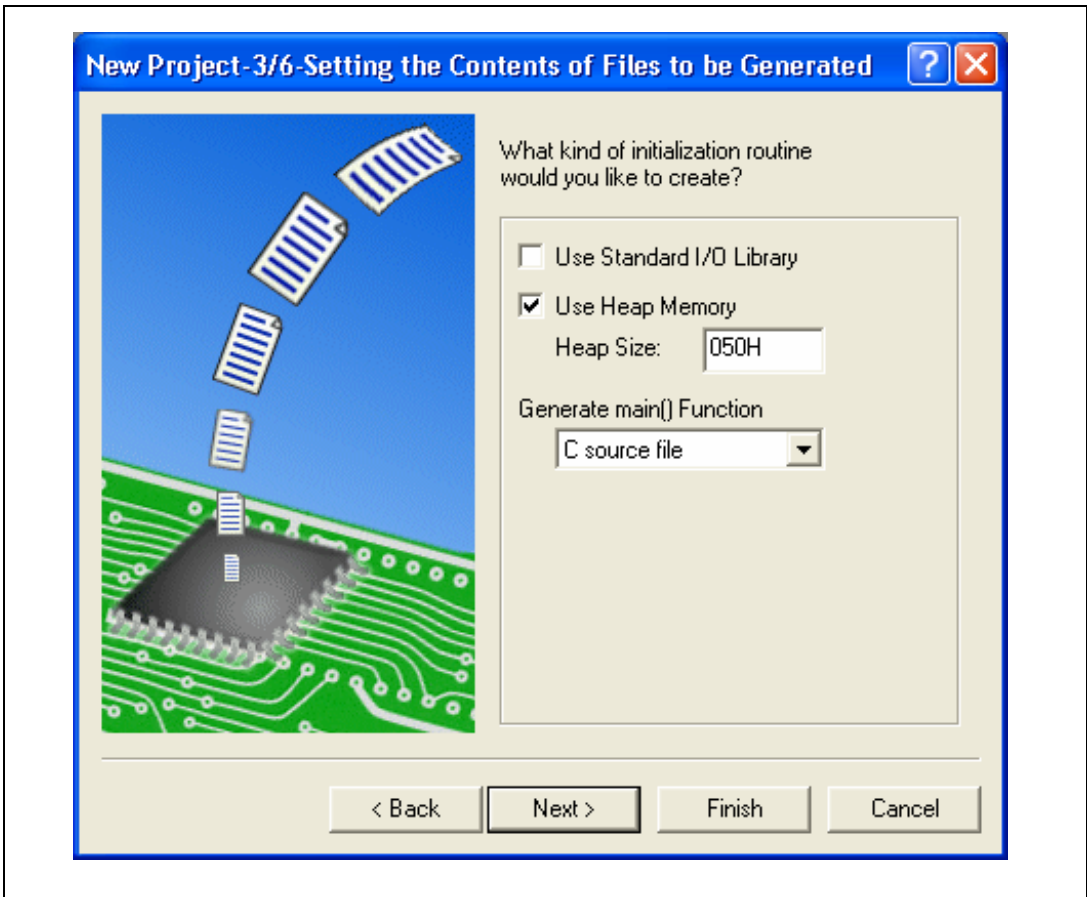 New Project-3/6-Setting the Contents of Files to be Generated
What kind of initialization routine
would you like to create?
Use Standard I/O Library
Use Heap Memory
Heap Size: 050H
Generate main() Function
C source file
< Back Next > Finish Cancel